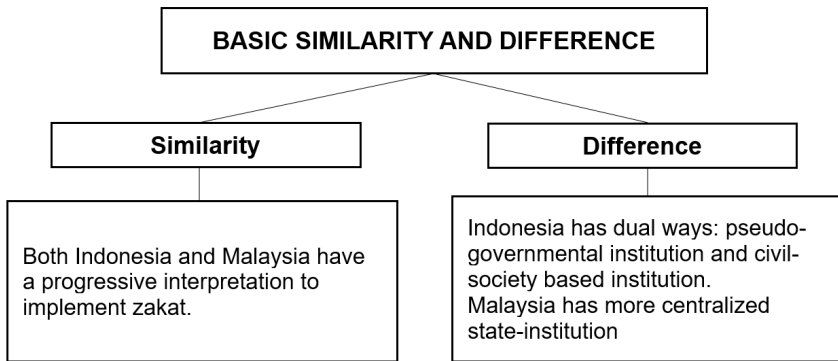 BASIC SIMILARITY AND DIFFERENCE
Similarity
Difference
Both Indonesia and Malaysia have
a progressive interpretation to
implement zakat.
Indonesia has dual ways: pseudo-
governmental institution and civil-
society based institution.
Malaysia has more centralized
state-institution